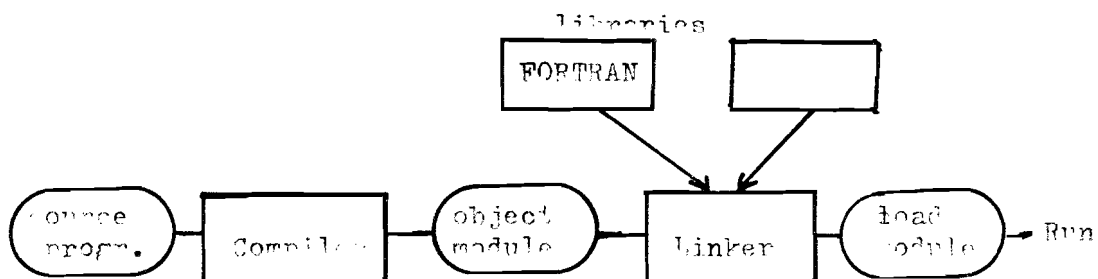 libraries
FORTRAN
source
progr.
Compiler
object
module
Linker
load
module
Run